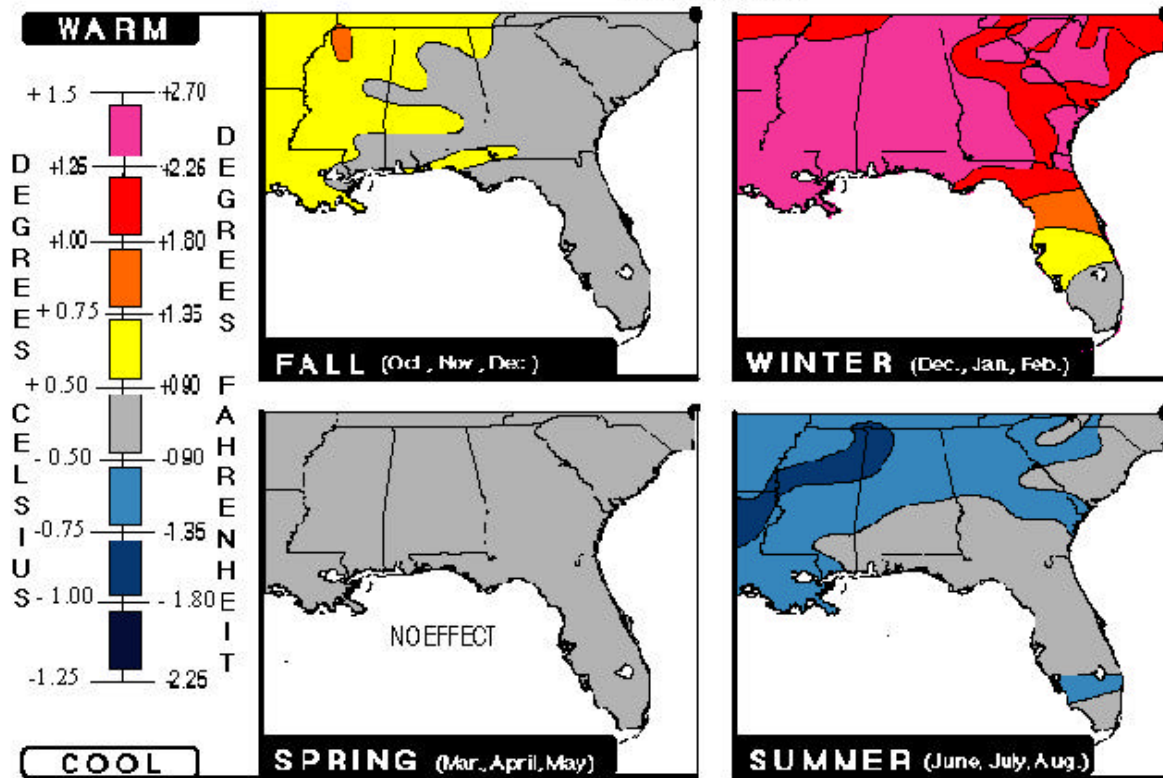 WARM
+ 1.5 +2.70
+1.25 +2.25
+1.00 +1.80
+ 0.75 +1.35
+ 0.50 +0.90
- 0.50 -0.90
-0.75 -1.35
- 1.00 - 1.80
-1.25 -2.25
DEGREES CELSIUS
DEGREES FAHRENHEIT
COOL
FALL (Oct., Nov., Dec.)
WINTER (Dec., Jan., Feb.)
NO EFFECT
SPRING (Mar., April, May)
SUMMER (June, July, Aug.)